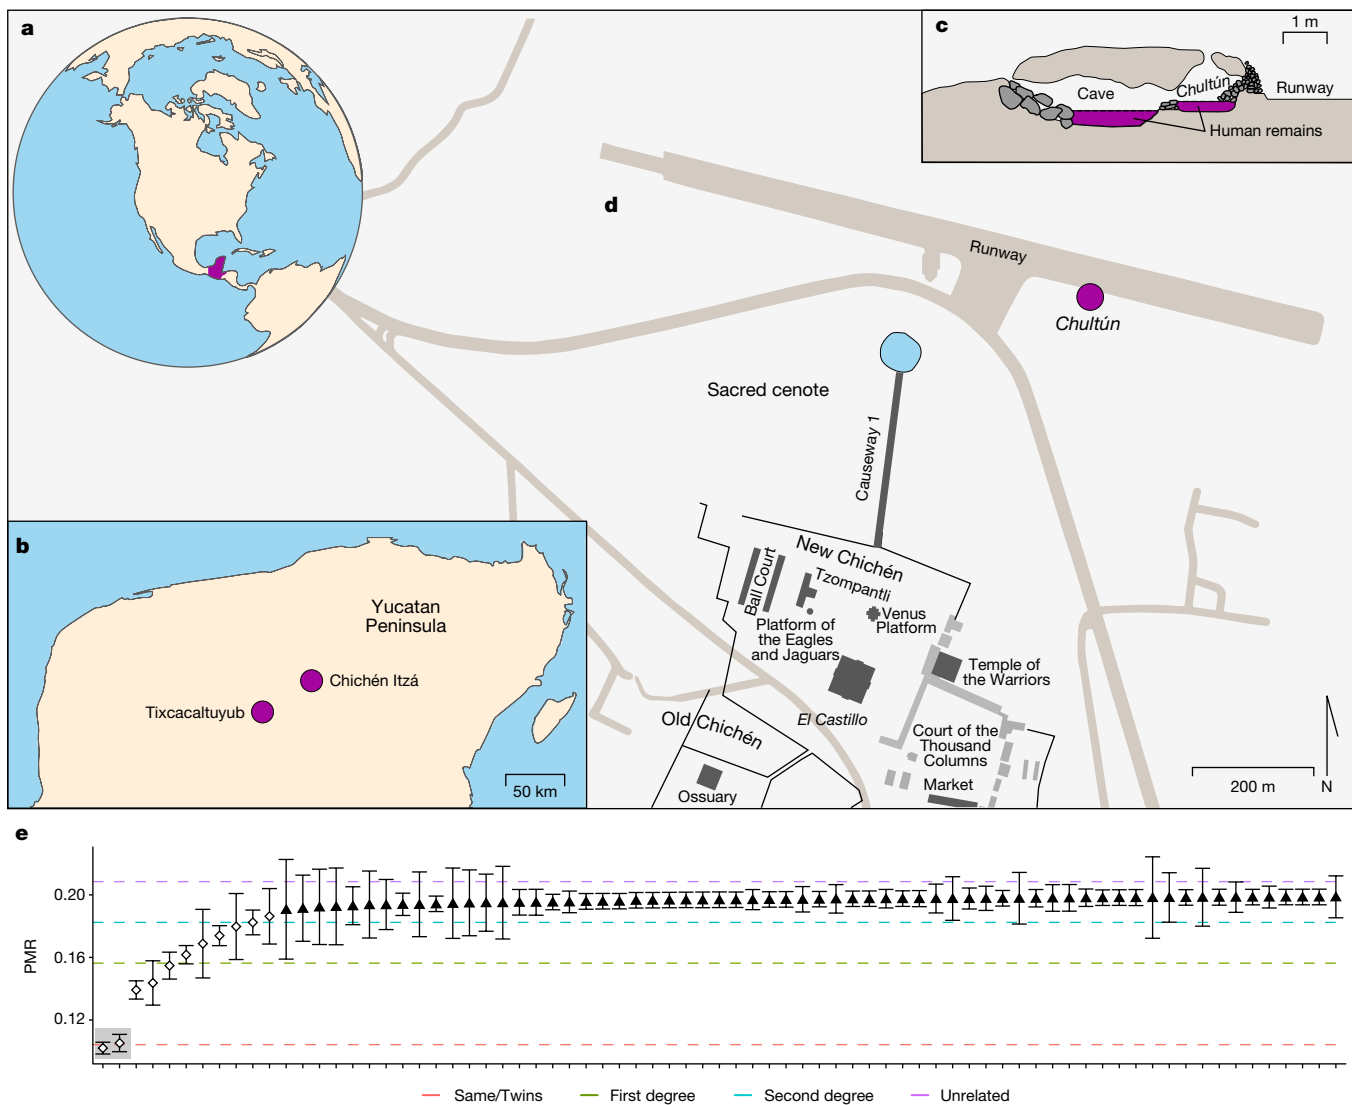 a
c
1 m
Cave
Chultún
Runway
Human remains
d
Runway
Chultún
Sacred cenote
Causeway 1
b
Yucatan
Peninsula
Chichén Itzá
Tixcacaltuyub
50 km
New Chichén
Ball Court
Tzompantli
Venus
Platform
Platform of
the Eagles
and Jaguars
Temple of
the Warriors
El Castillo
Old Chichén
Court of the
Thousand
Columns
Market
Ossuary
200 m
N
e
PMR
0.20
0.16
0.12
Same/Twins
First degree
Second degree
Unrelated